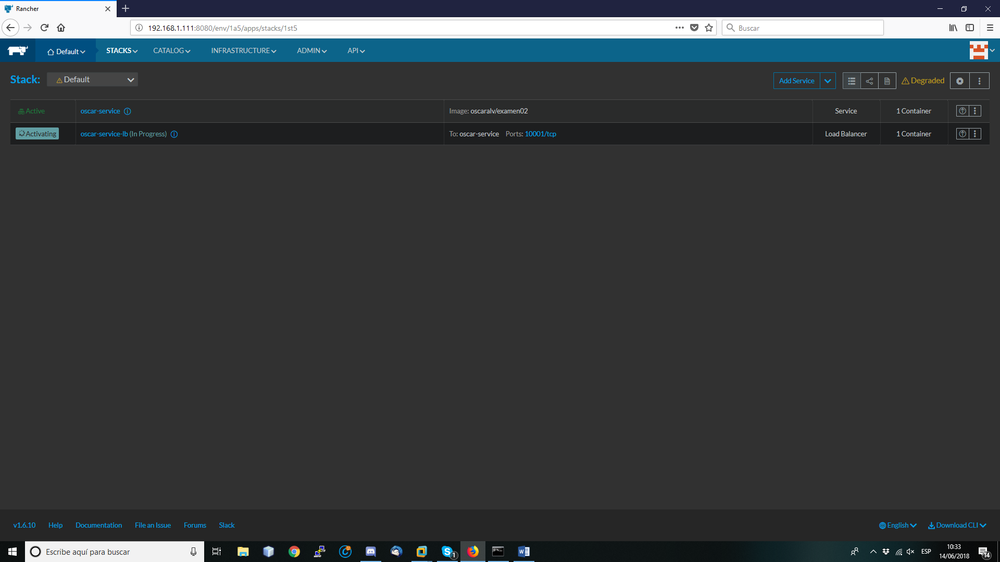 Rancher
192.168.1.111:8080/env/1a5/apps/stacks/1st5
Buscar
Default STACKS CATALOG INFRASTRUCTURE ADMIN API
Stack: Default Add Service Degraded
Active oscar-service Image: oscaralv/examen02 Service 1 Container
Activating oscar-service-lb (In Progress) To: oscar-service Ports: 10001/tcp Load Balancer 1 Container
v1.6.10 Help Documentation File an Issue Forums Slack English Download CLI
Escribe aquí para buscar
1
ESP
10:33
14/06/2018
14